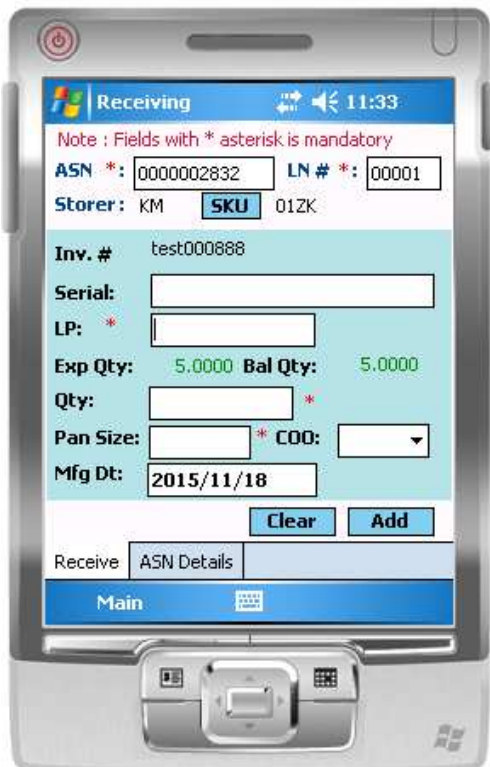 Receiving 11:33
Note : Fields with * asterisk is mandatory
ASN *: 0000002832 LN # *: 00001
Storer: KM SKU 01ZK
Inv. # test000888
Serial:
LP: *
Exp Qty: 5.0000 Bal Qty: 5.0000
Qty: *
Pan Size: * COO:
Mfg Dt: 2015/11/18
Clear Add
Receive ASN Details
Main